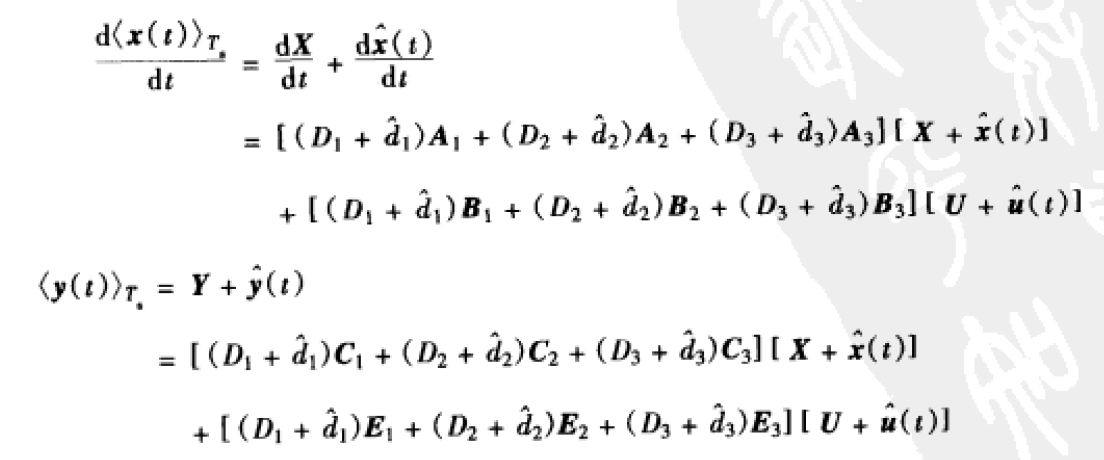 d⟨x(t)⟩_{T_s}/dt = dX/dt + dx̂(t)/dt
= [(D₁ + d̂₁)A₁ + (D₂ + d̂₂)A₂ + (D₃ + d̂₃)A₃][X + x̂(t)]
+ [(D₁ + d̂₁)B₁ + (D₂ + d̂₂)B₂ + (D₃ + d̂₃)B₃][U + û(t)]
⟨y(t)⟩_{T_s} = Y + ŷ(t)
= [(D₁ + d̂₁)C₁ + (D₂ + d̂₂)C₂ + (D₃ + d̂₃)C₃][X + x̂(t)]
+ [(D₁ + d̂₁)E₁ + (D₂ + d̂₂)E₂ + (D₃ + d̂₃)E₃][U + û(t)]